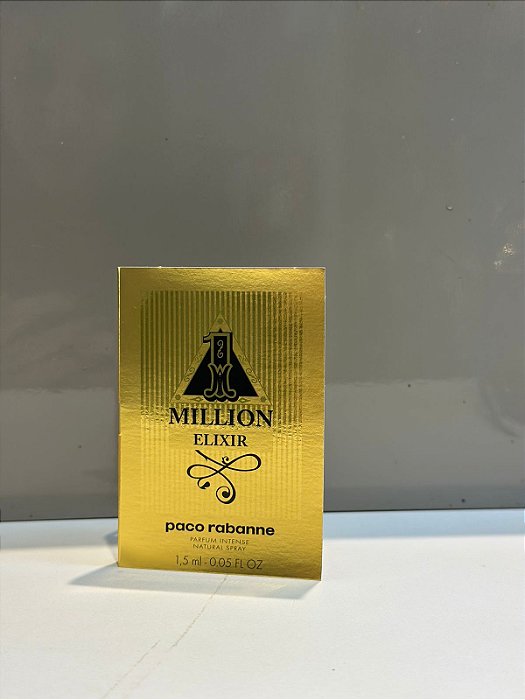 1
MILLION
ELIXIR
paco rabanne
PARFUM INTENSE
NATURAL SPRAY
1,5 ml - 0.05 FL OZ